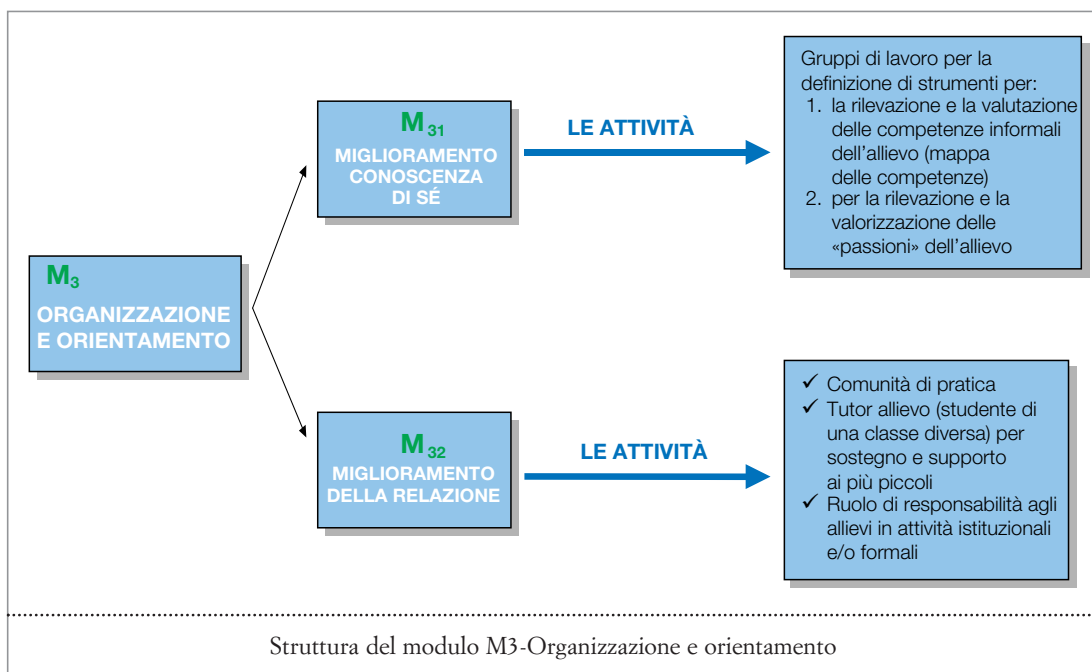 M3
ORGANIZZAZIONE
E ORIENTAMENTO
M31
MIGLIORAMENTO
CONOSCENZA
DI SÉ
LE ATTIVITÀ
Gruppi di lavoro per la
definizione di strumenti per:
1. la rilevazione e la valutazione
delle competenze informali
dell’allievo (mappa
delle competenze)
2. per la rilevazione e la
valorizzazione delle
«passioni» dell’allievo
M32
MIGLIORAMENTO
DELLA RELAZIONE
LE ATTIVITÀ
✓ Comunità di pratica
✓ Tutor allievo (studente di
una classe diversa) per
sostegno e supporto
ai più piccoli
✓ Ruolo di responsabilità agli
allievi in attività istituzionali
e/o formali
Struttura del modulo M3-Organizzazione e orientamento